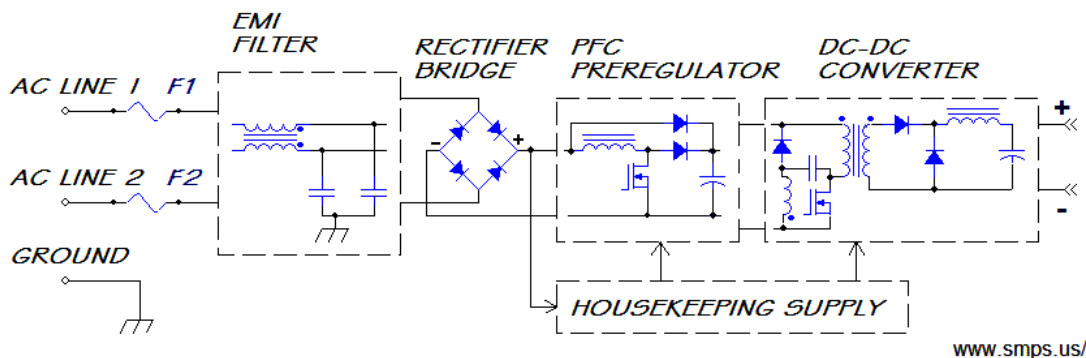 EMI
FILTER
RECTIFIER
BRIDGE
PFC
PREREGULATOR
DC-DC
CONVERTER
AC LINE 1 F1
AC LINE 2 F2
GROUND
- +
+
-
HOUSEKEEPING SUPPLY
www.smps.us/